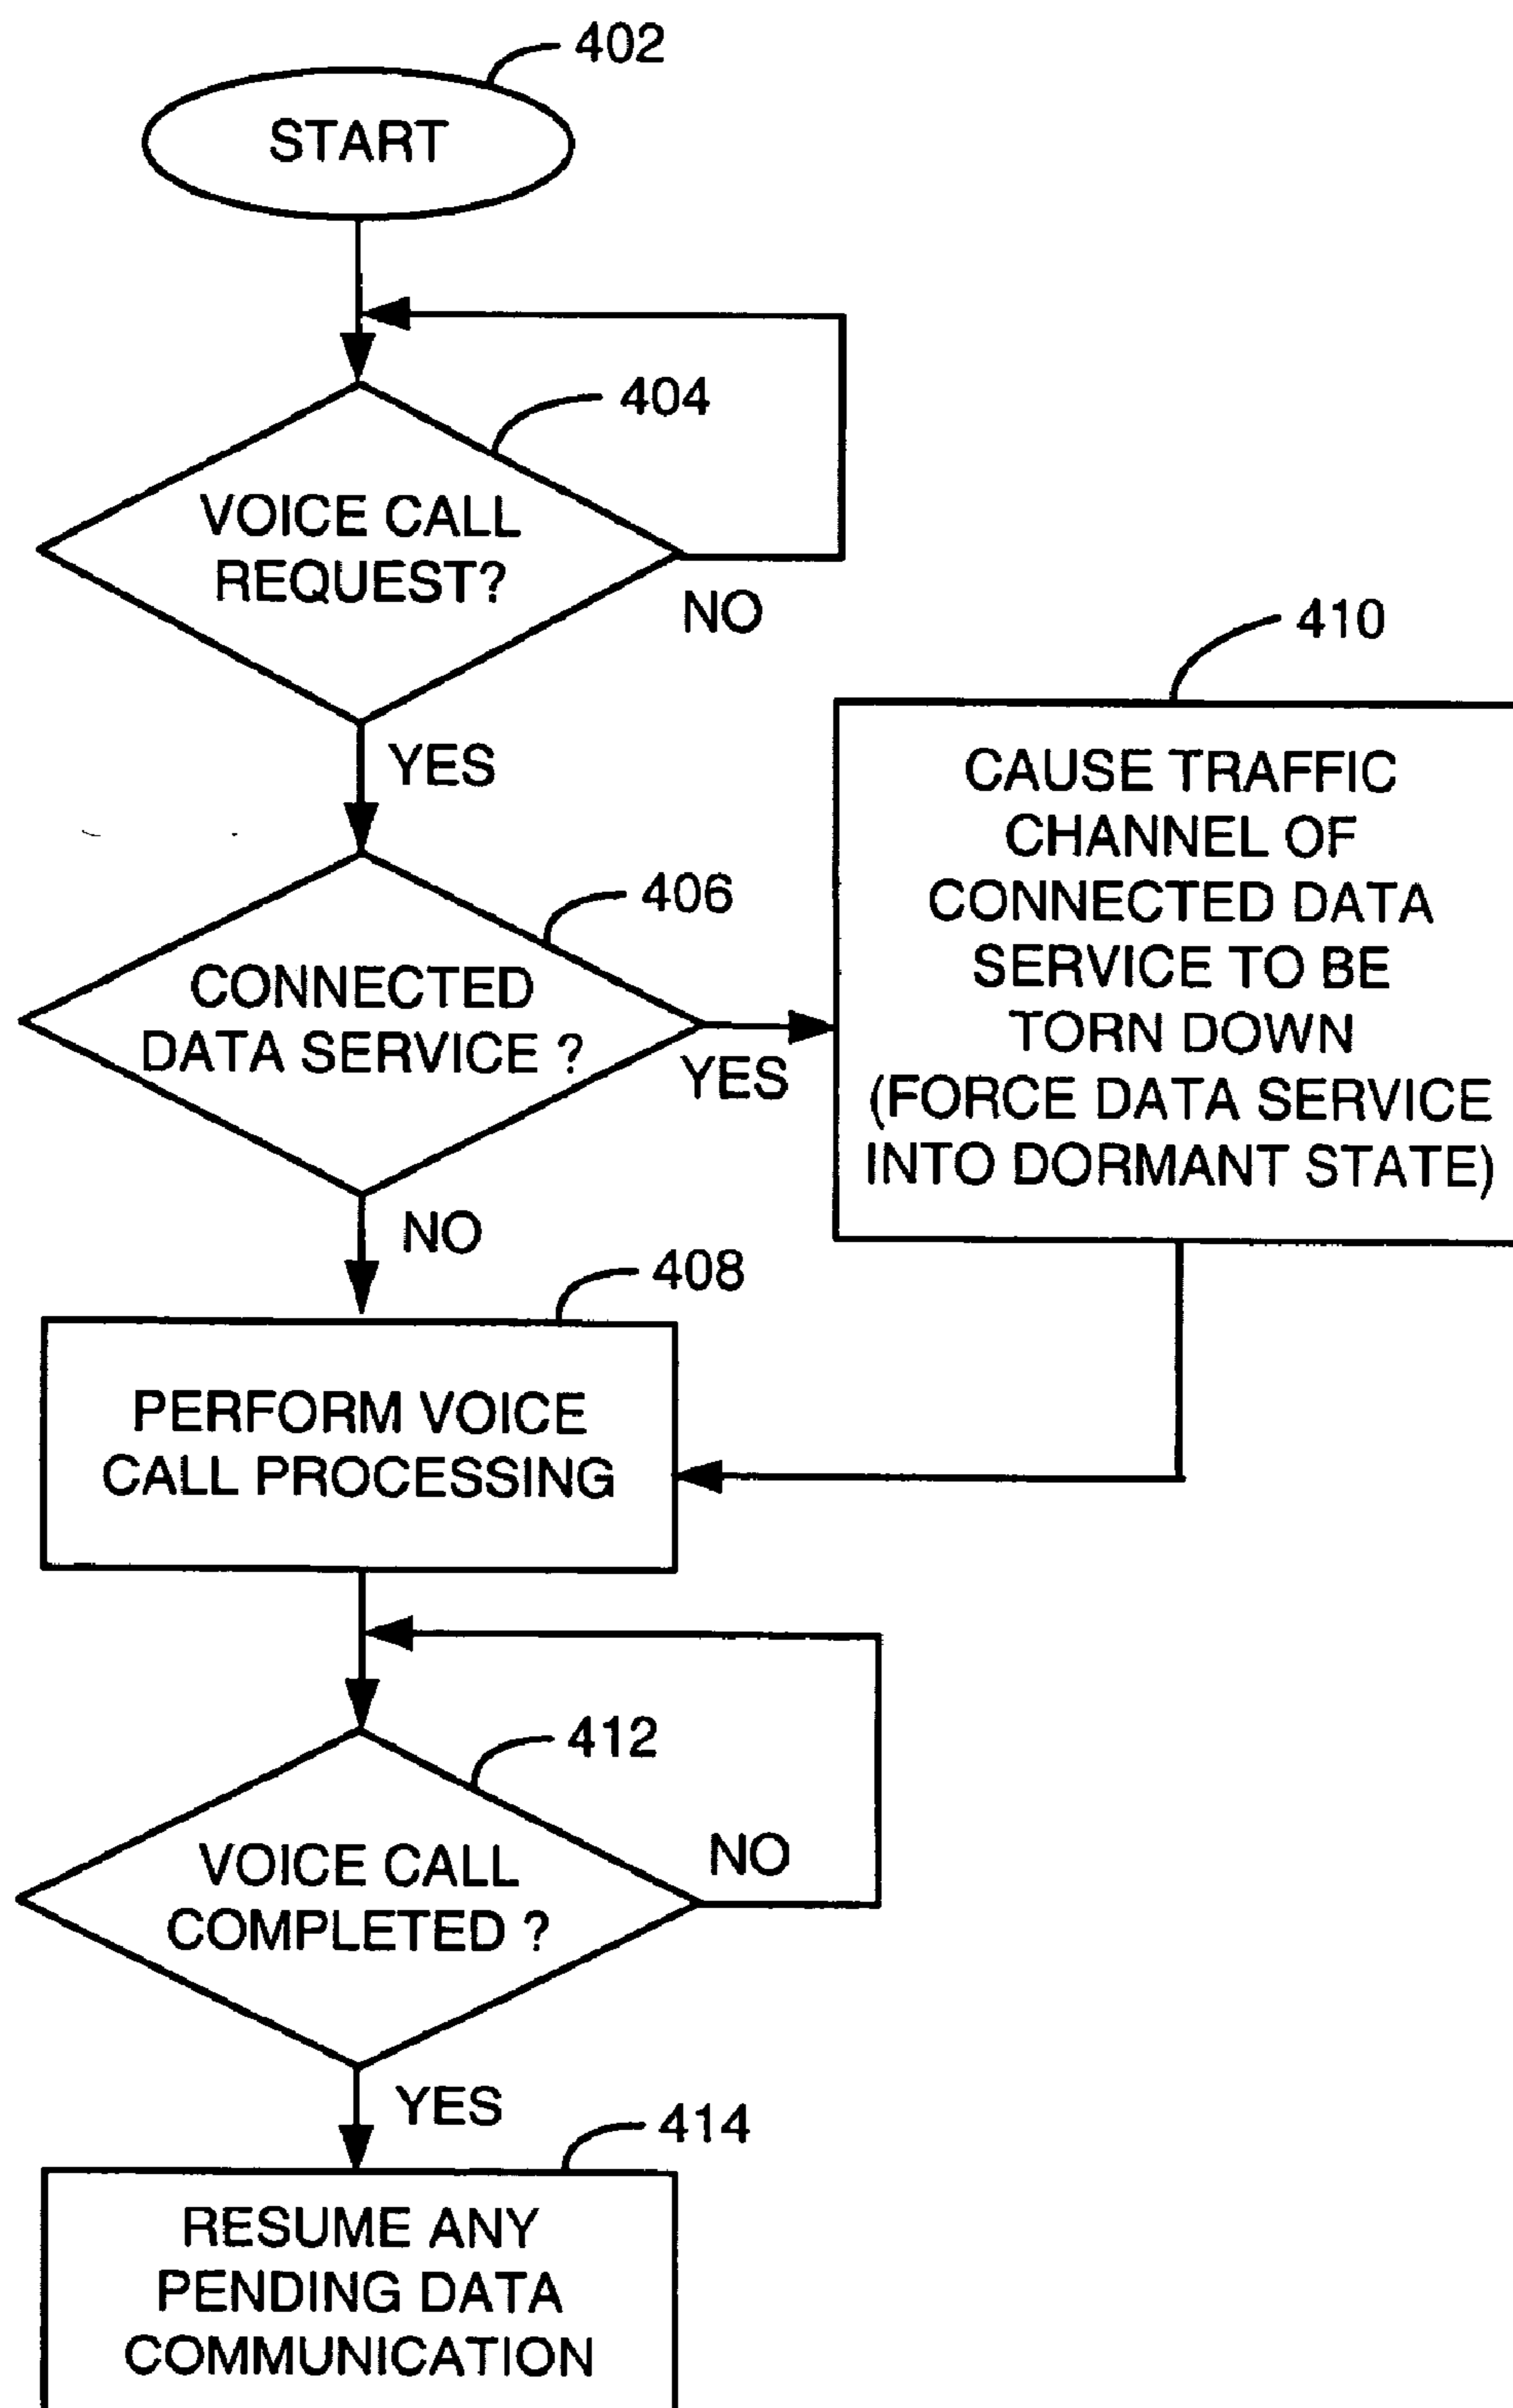 402
START
404
VOICE CALL
REQUEST?
NO
YES
410
CAUSE TRAFFIC
CHANNEL OF
CONNECTED DATA
SERVICE TO BE
TORN DOWN
(FORCE DATA SERVICE
INTO DORMANT STATE)
406
CONNECTED
DATA SERVICE ?
YES
NO
408
PERFORM VOICE
CALL PROCESSING
412
VOICE CALL
COMPLETED ?
NO
YES
414
RESUME ANY
PENDING DATA
COMMUNICATION